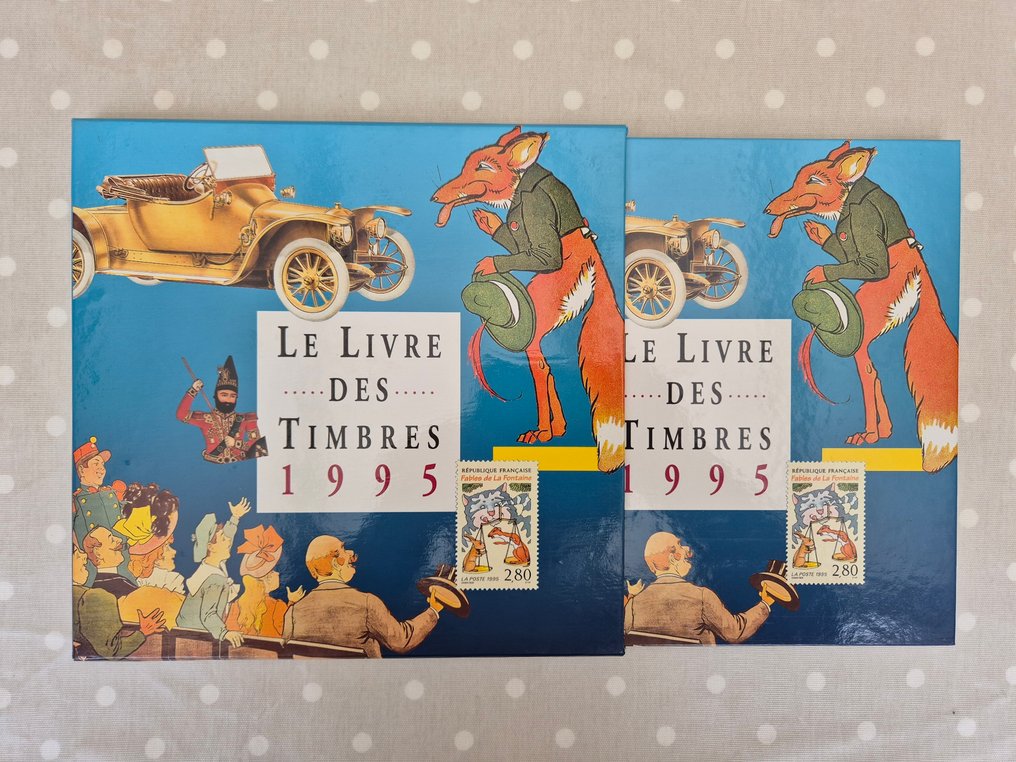 LE LIVRE
.....DES.....
TIMBRES
1995
RÉPUBLIQUE FRANÇAISE
Fables de La Fontaine
LA POSTE 1995
2,80
LE LIVRE
.....DES.....
TIMBRES
1995
RÉPUBLIQUE FRANÇAISE
Fables de La Fontaine
LA POSTE 1995
2,80